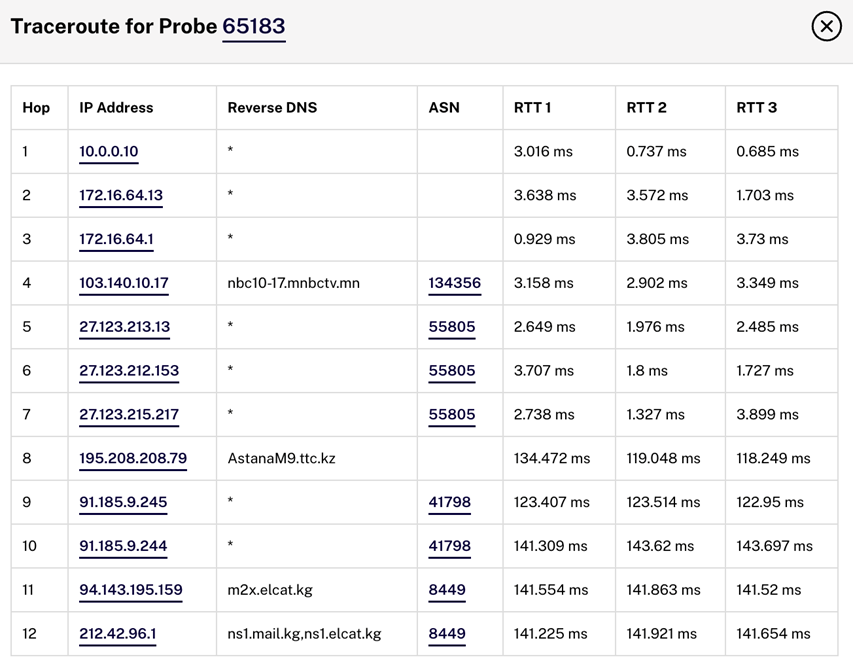 Traceroute for Probe 65183
Hop IP Address Reverse DNS ASN RTT 1 RTT 2 RTT 3
1 10.0.0.10 * 3.016 ms 0.737 ms 0.685 ms
2 172.16.64.13 * 3.638 ms 3.572 ms 1.703 ms
3 172.16.64.1 * 0.929 ms 3.805 ms 3.73 ms
4 103.140.10.17 nbc10-17.mnbctv.mn 134356 3.158 ms 2.902 ms 3.349 ms
5 27.123.213.13 * 55805 2.649 ms 1.976 ms 2.485 ms
6 27.123.212.153 * 55805 3.707 ms 1.8 ms 1.727 ms
7 27.123.215.217 * 55805 2.738 ms 1.327 ms 3.899 ms
8 195.208.208.79 AstanaM9.ttc.kz 134.472 ms 119.048 ms 118.249 ms
9 91.185.9.245 * 41798 123.407 ms 123.514 ms 122.95 ms
10 91.185.9.244 * 41798 141.309 ms 143.62 ms 143.697 ms
11 94.143.195.159 m2x.elcat.kg 8449 141.554 ms 141.863 ms 141.52 ms
12 212.42.96.1 ns1.mail.kg,ns1.elcat.kg 8449 141.225 ms 141.921 ms 141.654 ms